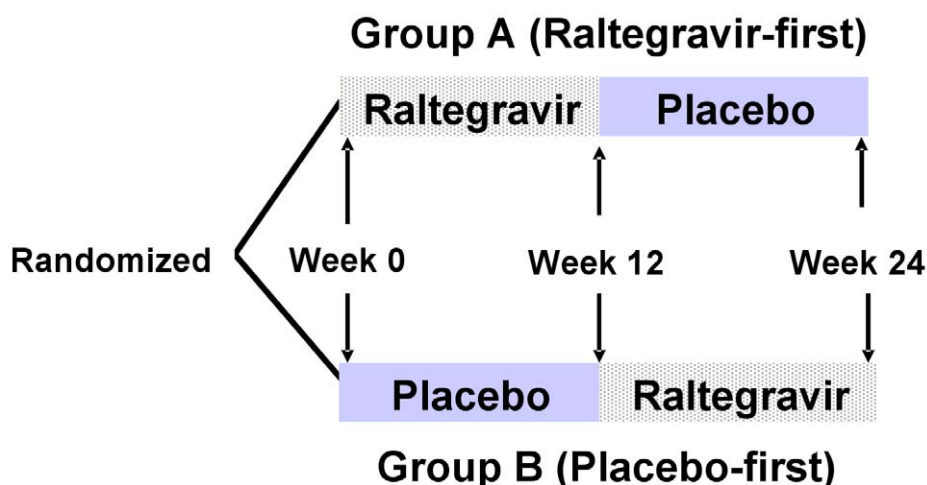 Group A (Raltegravir-first)
Raltegravir Placebo
Randomized Week 0 Week 12 Week 24
Placebo Raltegravir
Group B (Placebo-first)